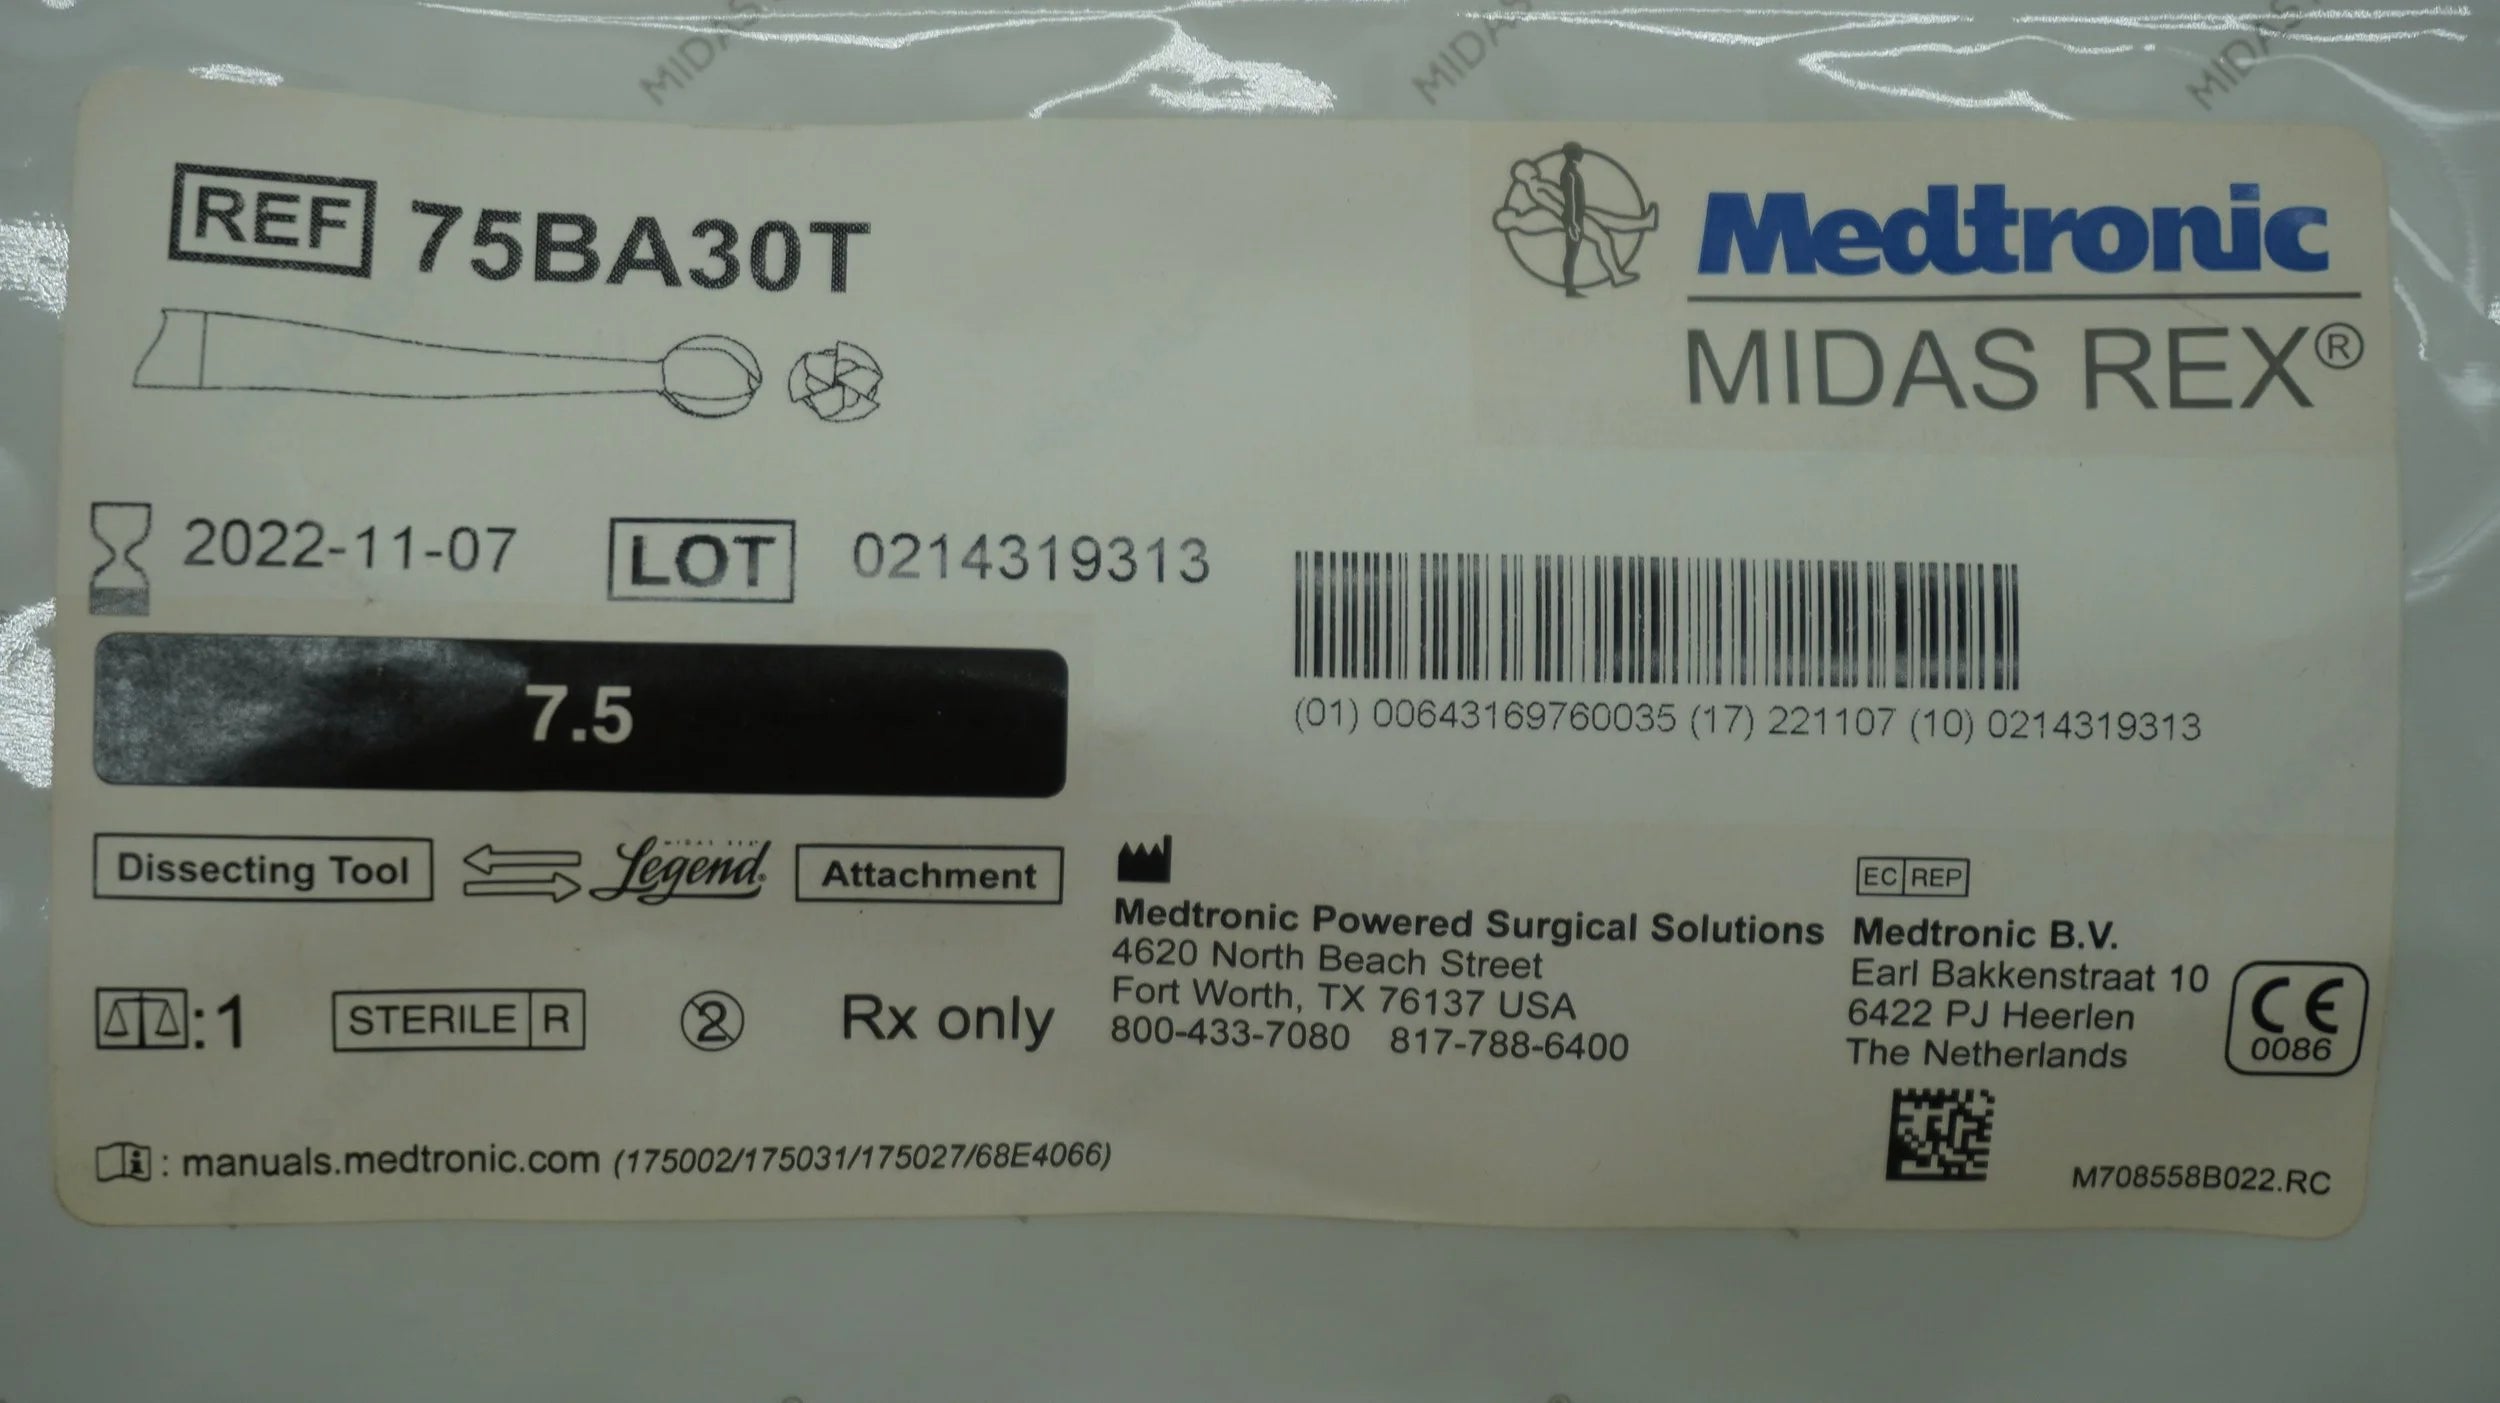 MIDAS
MIDAS
MIDAS
REF 75BA30T
Medtronic
MIDAS REX®
2022-11-07 LOT 0214319313
7.5
(01) 00643169760035 (17) 221107 (10) 0214319313
Dissecting Tool MIDAS REX Legend® Attachment
:1 STERILE R 2 Rx only
Medtronic Powered Surgical Solutions
4620 North Beach Street
Fort Worth, TX 76137 USA
800-433-7080 817-788-6400
EC REP
Medtronic B.V.
Earl Bakkenstraat 10
6422 PJ Heerlen
The Netherlands
CE
0086
i : manuals.medtronic.com (175002/175031/175027/68E4066)
M708558B022.RC